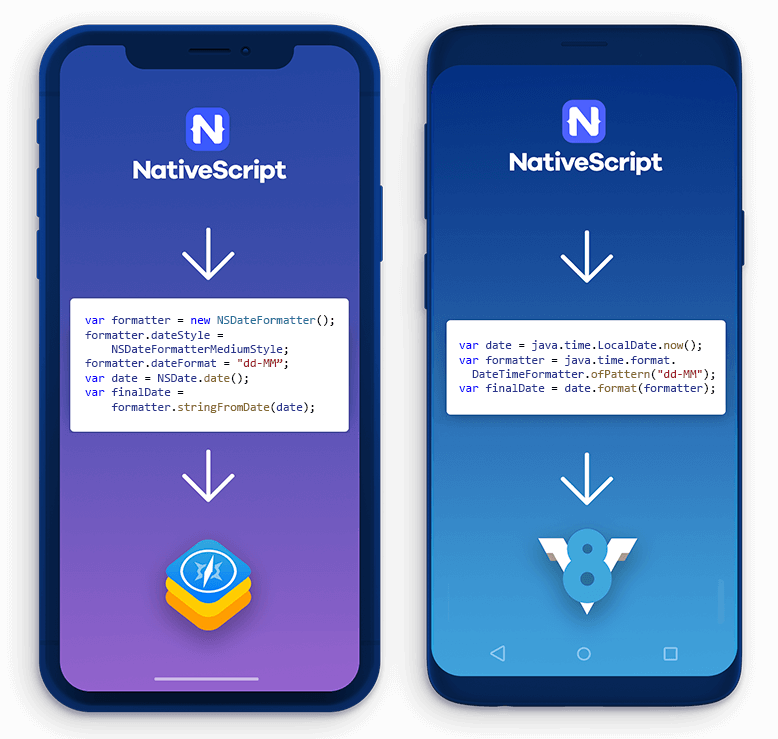 NativeScript
var formatter = new NSDateFormatter();
formatter.dateStyle =
NSDateFormatterMediumStyle;
formatter.dateFormat = "dd-MM”;
var date = NSDate.date();
var finalDate =
formatter.stringFromDate(date);
NativeScript
var date = java.time.LocalDate.now();
var formatter = java.time.format.
DateTimeFormatter.ofPattern("dd-MM");
var finalDate = date.format(formatter);
8